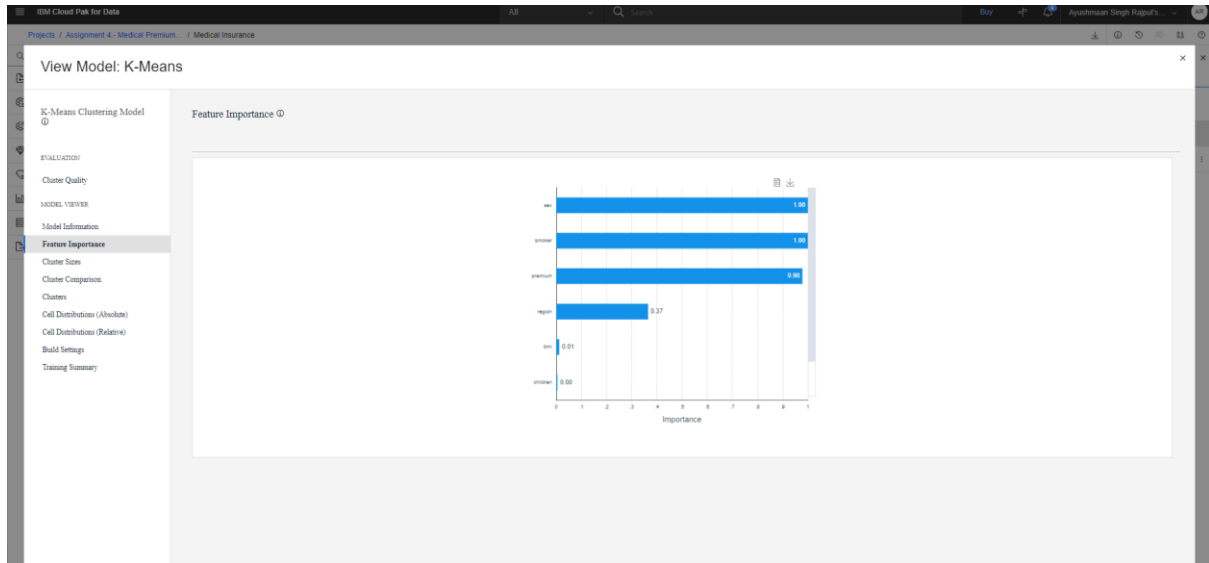 IBM Cloud Pak for Data
All
Search
Buy
Ayushmaan Singh Rajput's...
AR
Projects / Assignment 4:- Medical Premium... / Medical Insurance
View Model: K-Means
K-Means Clustering Model
EVALUATION
Cluster Quality
MODEL VIEWER
Model Information
Feature Importance
Cluster Sizes
Cluster Comparison
Clusters
Cell Distributions (Absolute)
Cell Distributions (Relative)
Build Settings
Training Summary
Feature Importance
sex 1.00
smoker 1.00
premium 0.98
region 0.37
bmi 0.01
children 0.00
0 .1 .2 .3 .4 .5 .6 .7 .8 .9 1
Importance